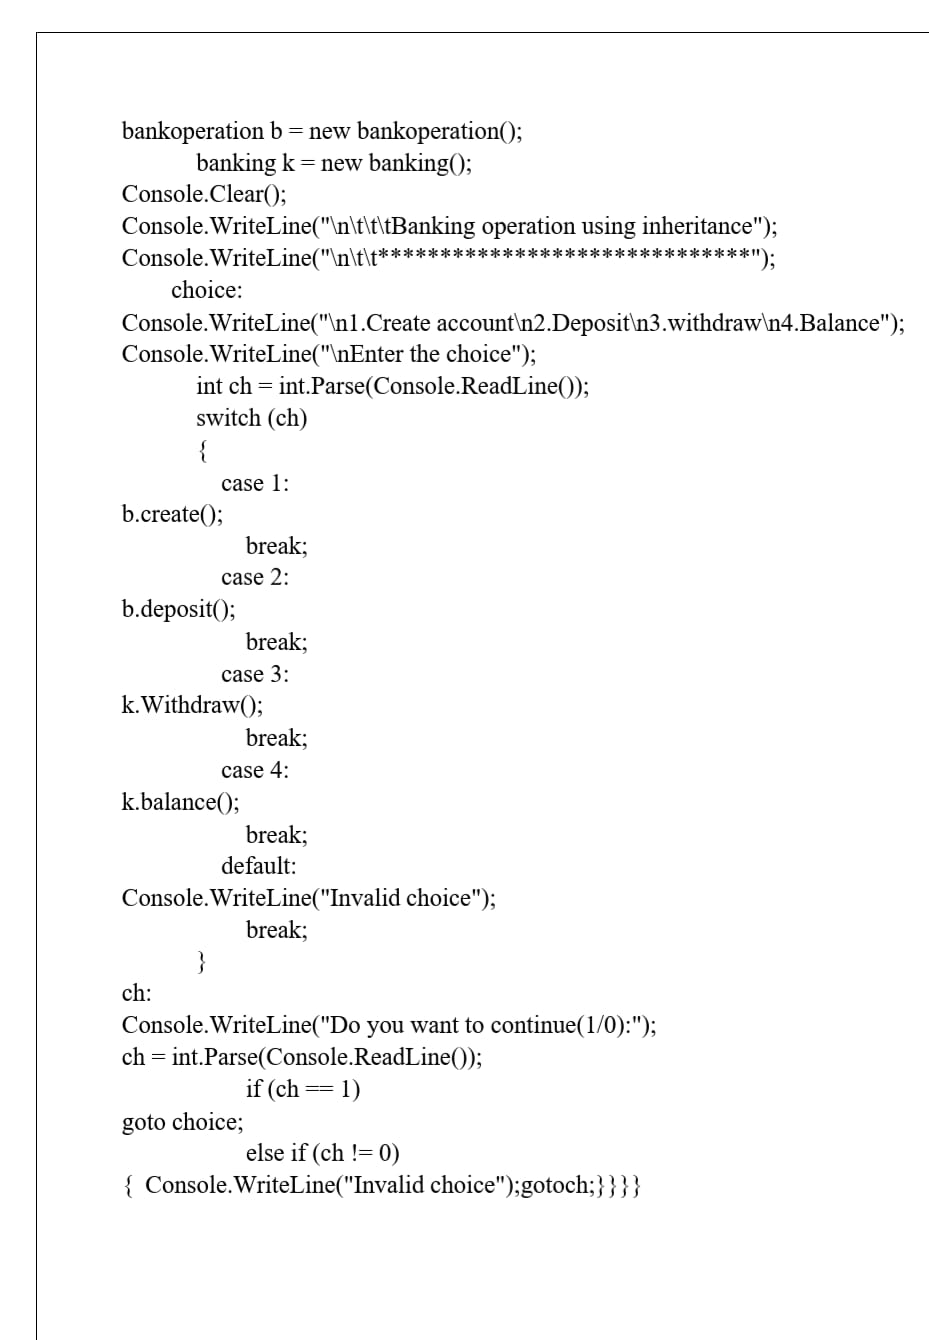 bankoperation b = new bankoperation();
banking k = new banking();
Console.Clear();
Console.WriteLine("\n\t\t\tBanking operation using inheritance");
Console.WriteLine("\n\t\t******************************");
choice:
Console.WriteLine("\n1.Create account\n2.Deposit\n3.withdraw\n4.Balance");
Console.WriteLine("\nEnter the choice");
int ch = int.Parse(Console.ReadLine());
switch (ch)
{
case 1:
b.create();
break;
case 2:
b.deposit();
break;
case 3:
k.Withdraw();
break;
case 4:
k.balance();
break;
default:
Console.WriteLine("Invalid choice");
break;
}
ch:
Console.WriteLine("Do you want to continue(1/0):");
ch = int.Parse(Console.ReadLine());
if (ch == 1)
goto choice;
else if (ch != 0)
{ Console.WriteLine("Invalid choice");gotoch;}}}}